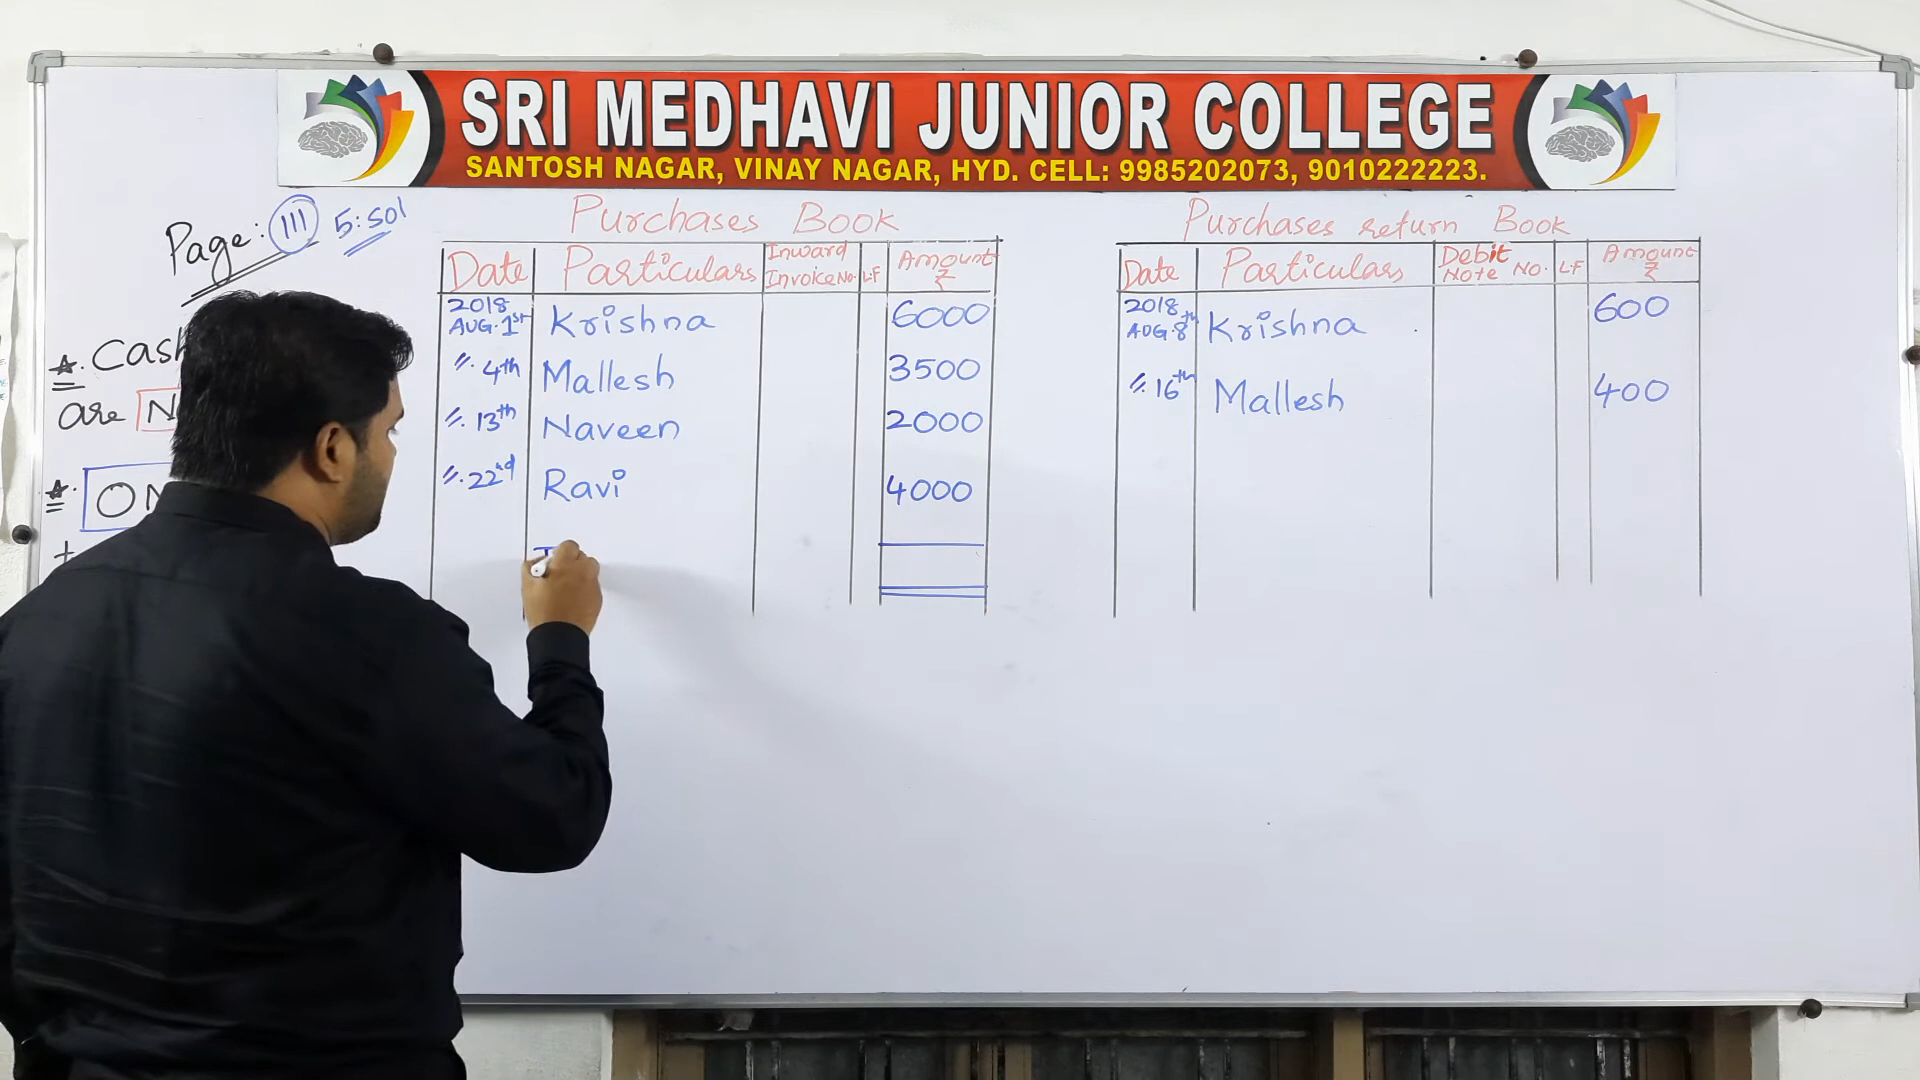 SRI MEDHAVI JUNIOR COLLEGE
SANTOSH NAGAR, VINAY NAGAR, HYD. CELL: 9985202073, 9010222223.
Page: 111 5:Sol
Cash
are
Purchases Book
Date Particulars Inward Invoice No. L.F Amount ₹
2018 AUG. 1st Krishna 6000
〃. 4th Mallesh 3500
〃. 13th Naveen 2000
〃. 22nd Ravi 4000
Purchases return Book
Date Particulars Debit Note No. L.F Amount ₹
2018 AUG. 8th Krishna 600
〃. 16th Mallesh 400